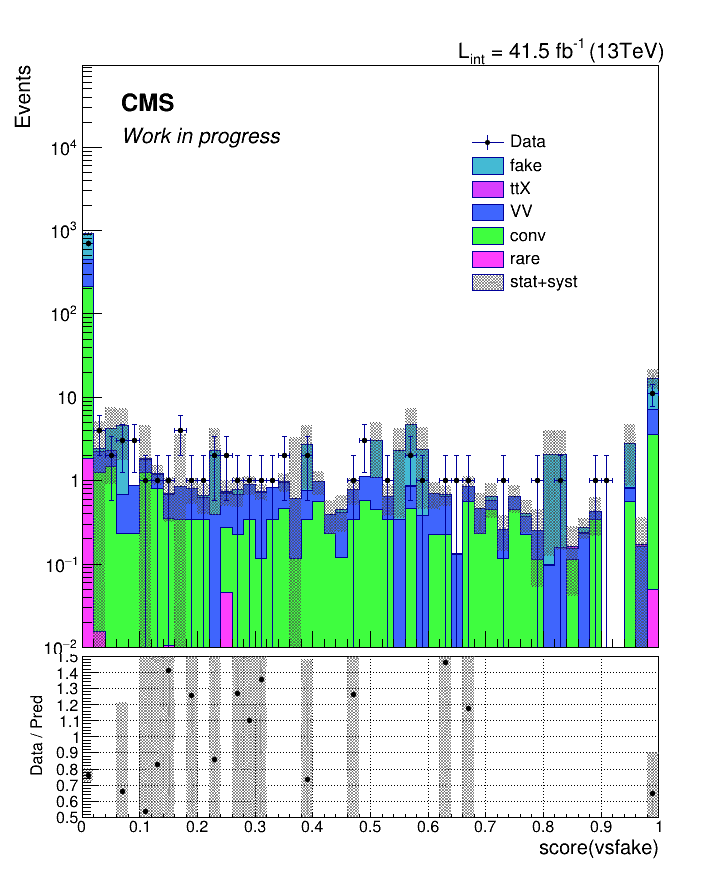 L_int = 41.5 fb^-1 (13TeV)
Events
CMS
Work in progress
Data
fake
ttX
VV
conv
rare
stat+syst
10^4
10^3
10^2
10
1
10^-1
10^-2
Data / Pred
1.5
1.4
1.3
1.2
1.1
1
0.9
0.8
0.7
0.6
0.5
0 0.1 0.2 0.3 0.4 0.5 0.6 0.7 0.8 0.9 1
score(vsfake)